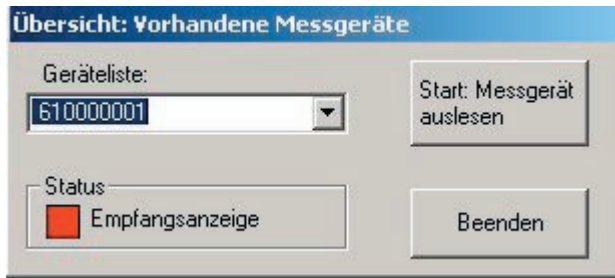 Übersicht: Vorhandene Messgeräte
Geräteliste:
610000001
Start: Messgerät
auslesen
Status
Empfangsanzeige
Beenden